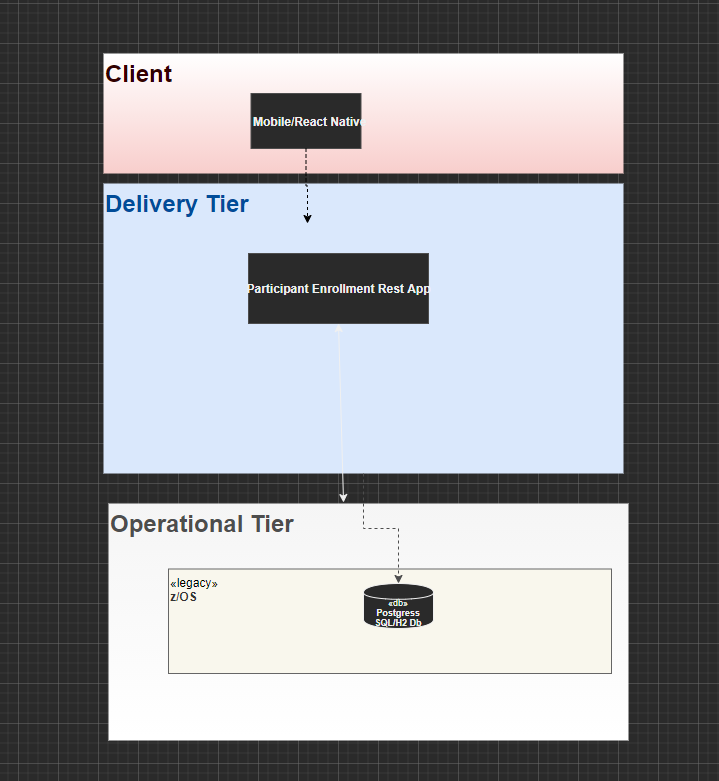 Client
Mobile/React Native
Delivery Tier
Participant Enrollment Rest App
Operational Tier
«legacy»
z/OS
«db»
Postgress
SQL/H2 Db